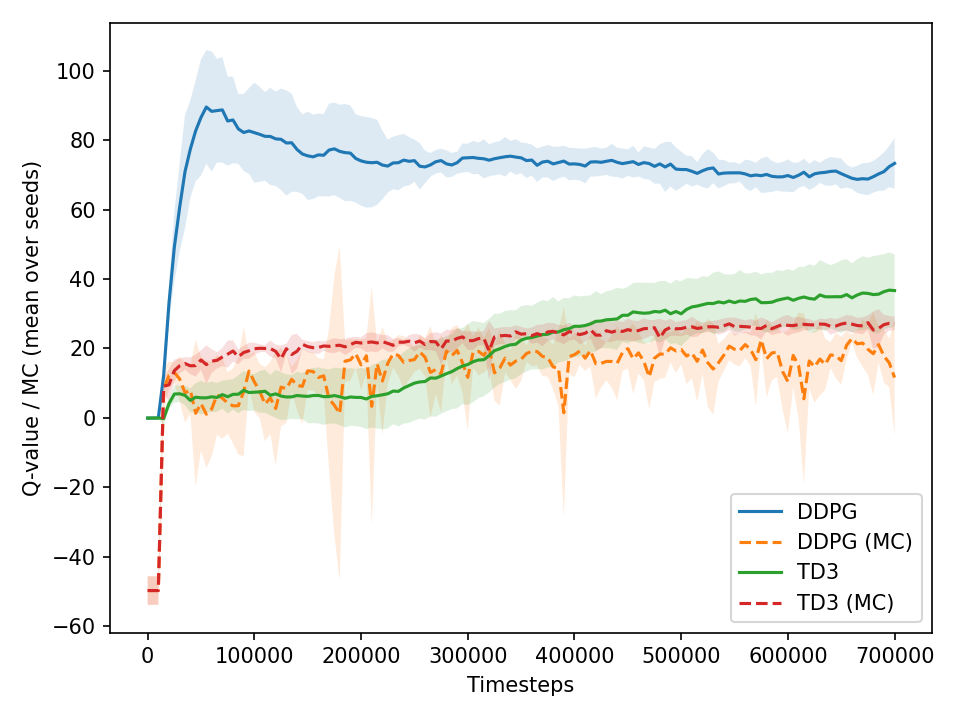 Q-value / MC (mean over seeds)
100
80
60
40
20
0
−20
−40
−60
DDPG
DDPG (MC)
TD3
TD3 (MC)
0 100000 200000 300000 400000 500000 600000 700000
Timesteps